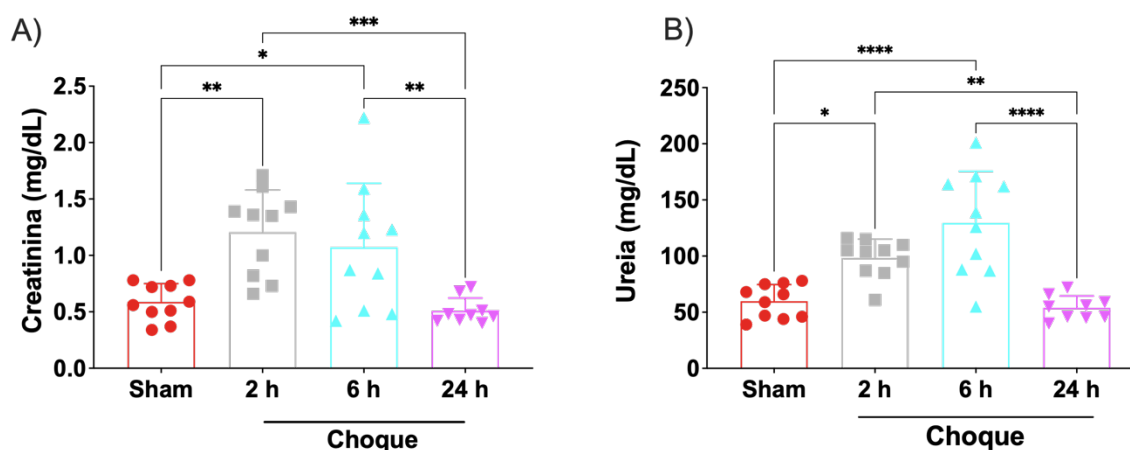 A)
Creatinina (mg/dL)
2.5
2.0
1.5
1.0
0.5
0.0
***
*
**
**
Sham
2 h
6 h
24 h
Choque
B)
Ureia (mg/dL)
250
200
150
100
50
0
****
**
*
****
Sham
2 h
6 h
24 h
Choque